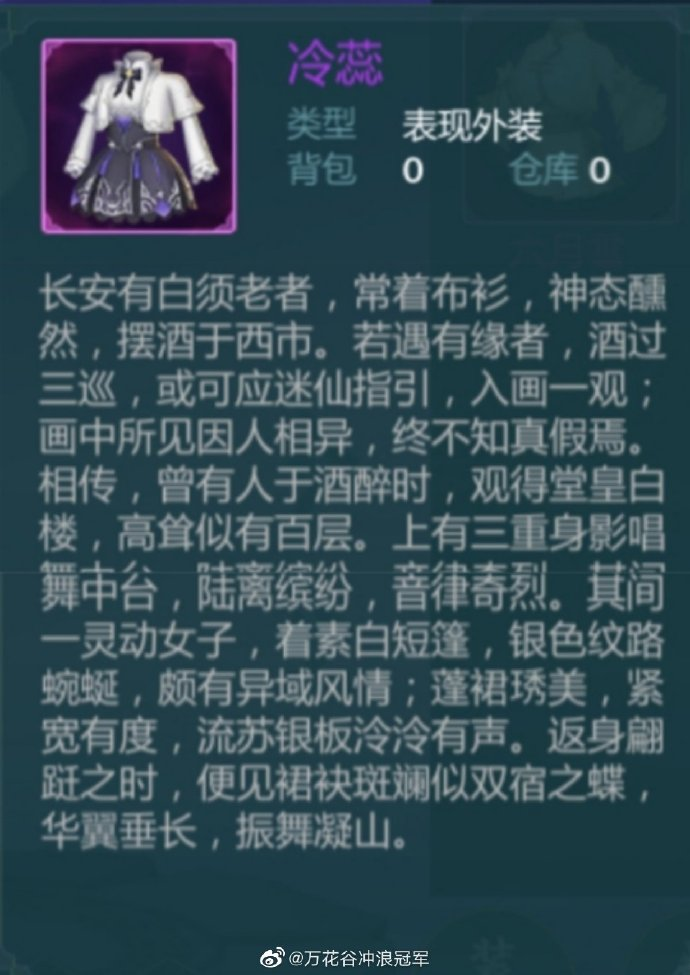 冷蕊
类型 表现外装
背包 0 仓库 0
长安有白须老者，常着布衫，神态醺
然，摆酒于西市。若遇有缘者，酒过
三巡，或可应迷仙指引，入画一观；
画中所见因人相异，终不知真假焉。
相传，曾有人于酒醉时，观得堂皇白
楼，高耸似有百层。上有三重身影唱
舞中台，陆离缤纷，音律奇烈。其间
一灵动女子，着素白短篷，银色纹路
蜿蜒，颇有异域风情；蓬裙琇美，紧
宽有度，流苏银板泠泠有声。返身翩
跹之时，便见裙袂斑斓似双宿之蝶，
华翼垂长，振舞凝山。
@万花谷冲浪冠军